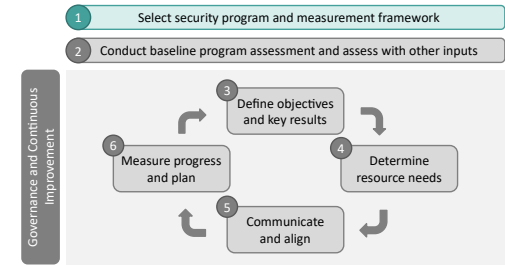 1
Select security program and measurement framework
2
Conduct baseline program assessment and assess with other inputs
Governance and Continuous
Improvement
3
Define objectives
and key results
4
Determine
resource needs
5
Communicate
and align
6
Measure progress
and plan